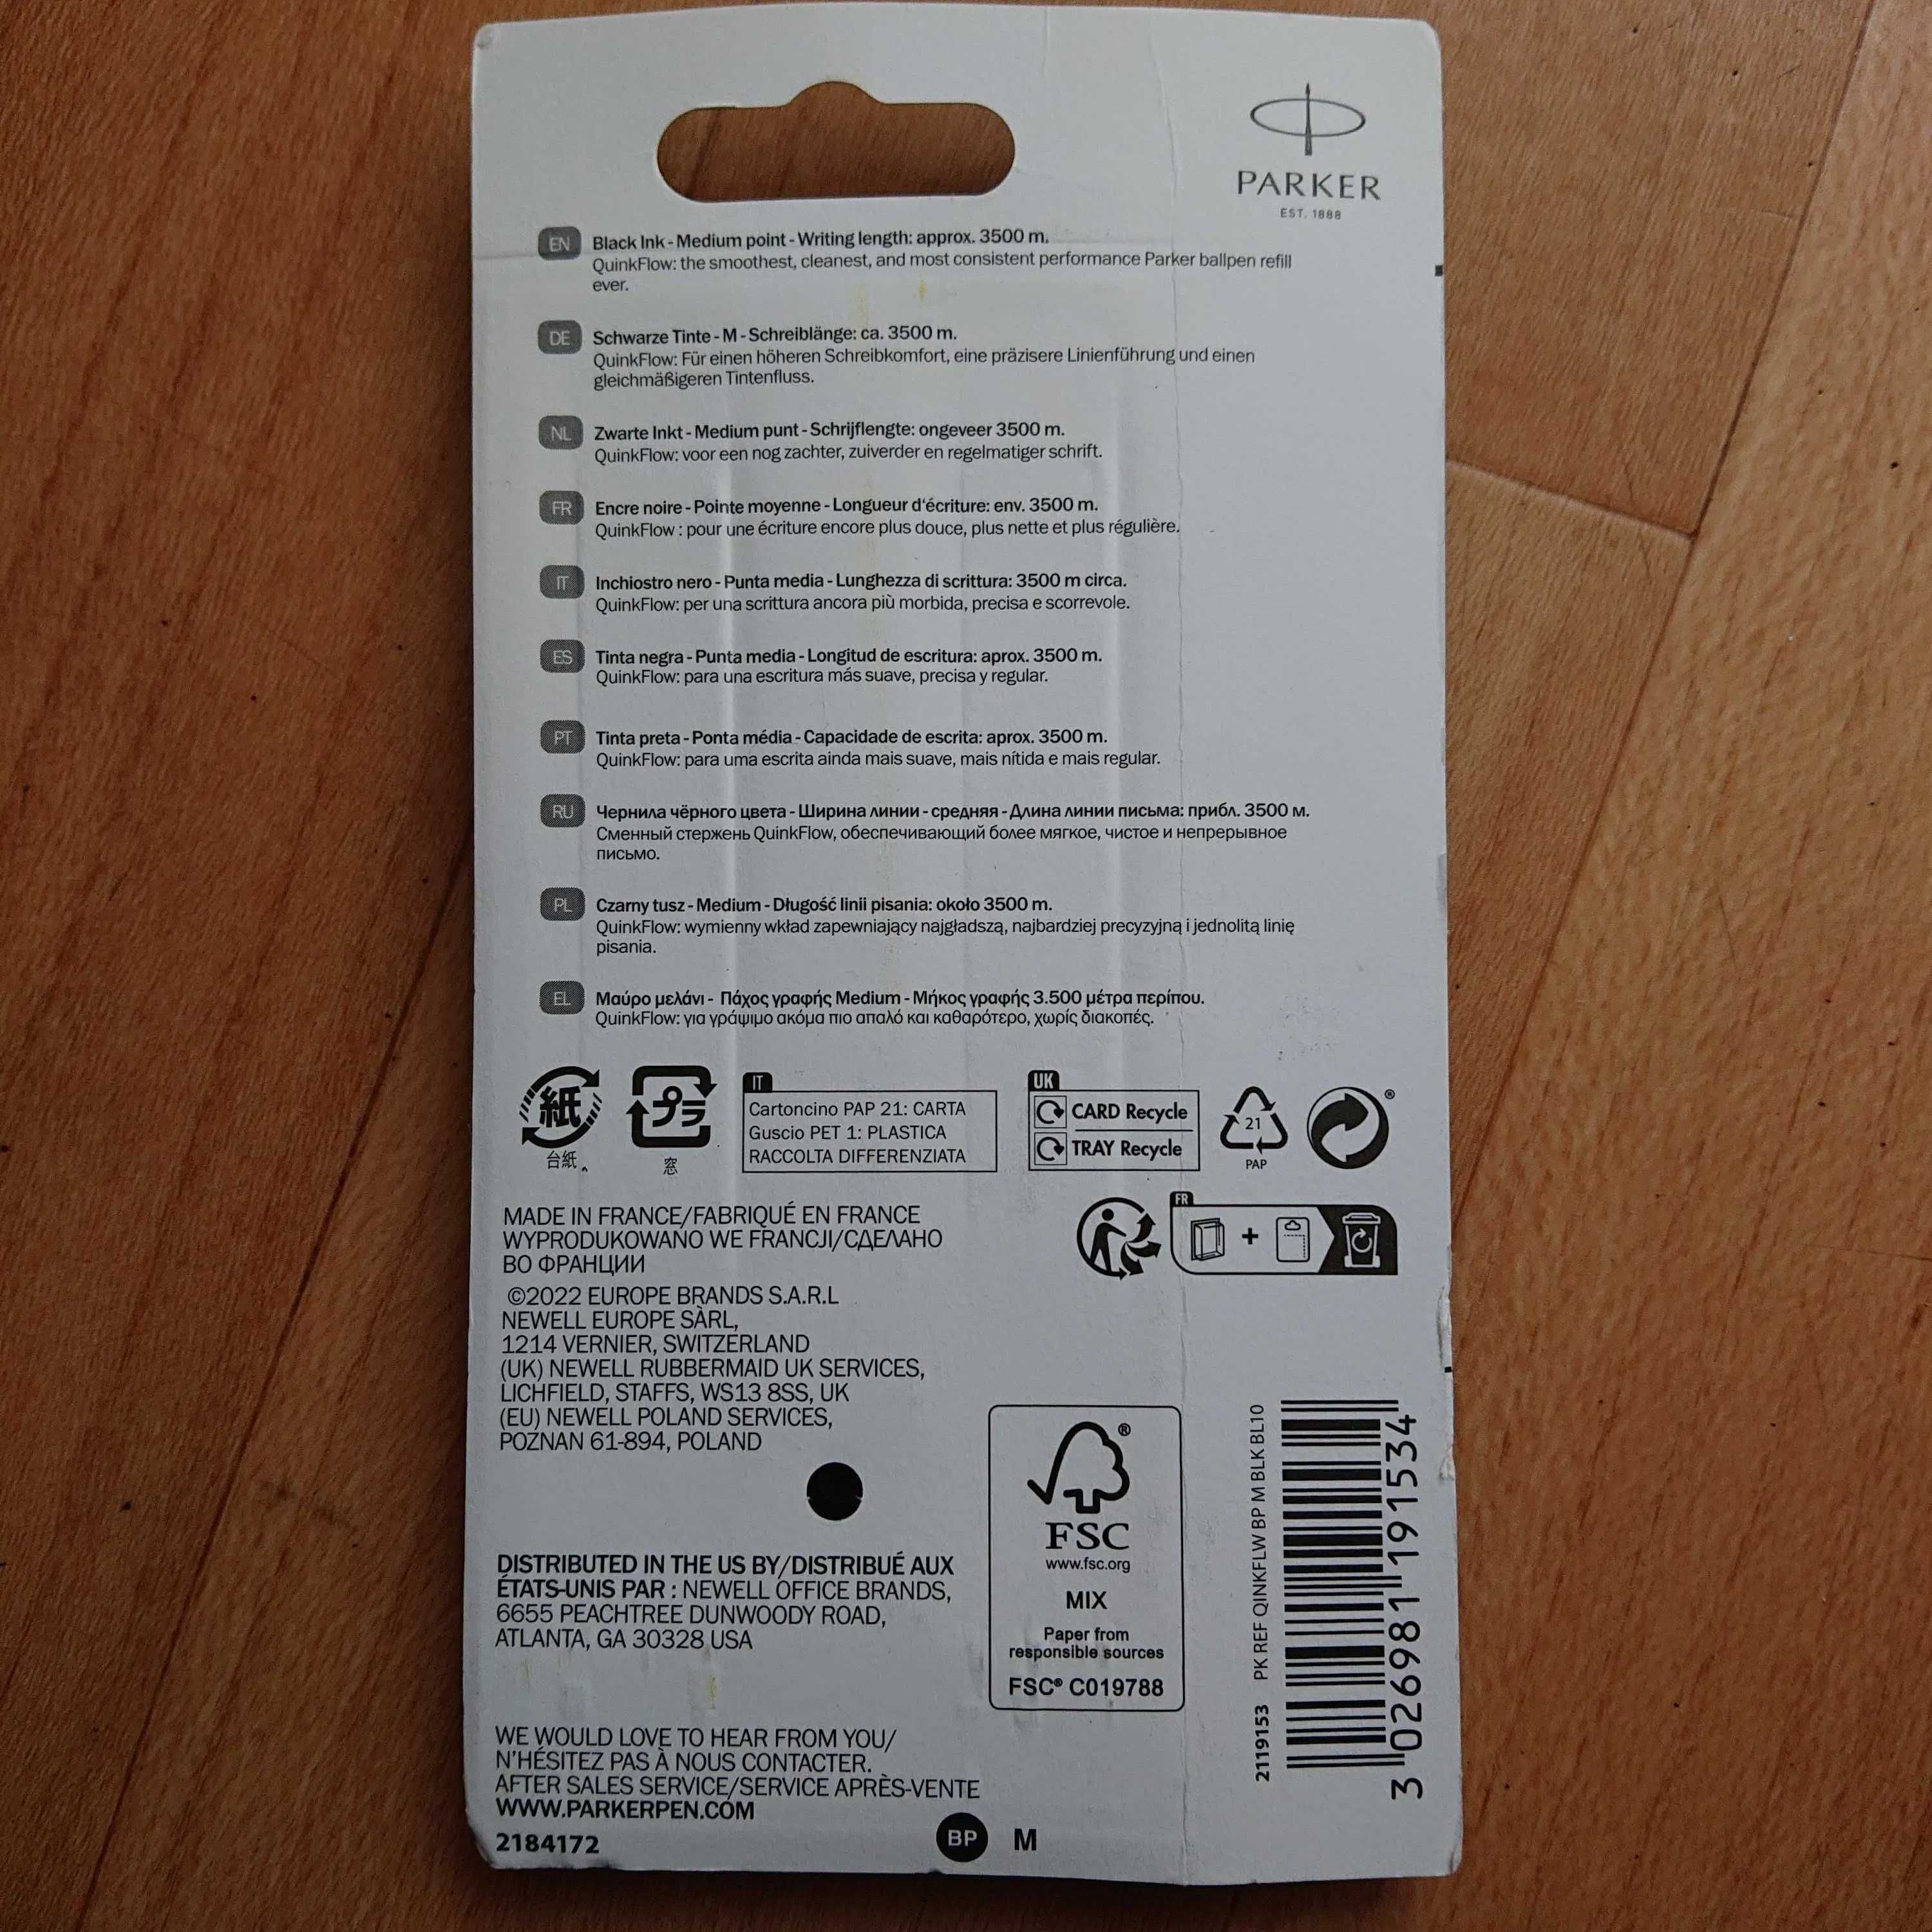 PARKER
EST. 1888
EN Black Ink - Medium point - Writing length: approx. 3500 m.
QuinkFlow: the smoothest, cleanest, and most consistent performance Parker ballpen refill
ever.
DE Schwarze Tinte - M - Schreiblänge: ca. 3500 m.
QuinkFlow: Für einen höheren Schreibkomfort, eine präzisere Linienführung und einen
gleichmäßigeren Tintenfluss.
NL Zwarte Inkt - Medium punt - Schrijflengte: ongeveer 3500 m.
QuinkFlow: voor een nog zachter, zuiverder en regelmatiger schrift.
FR Encre noire - Pointe moyenne - Longueur d'écriture: env. 3500 m.
QuinkFlow : pour une écriture encore plus douce, plus nette et plus régulière.
IT Inchiostro nero - Punta media - Lunghezza di scrittura: 3500 m circa.
QuinkFlow: per una scrittura ancora più morbida, precisa e scorrevole.
ES Tinta negra - Punta media - Longitud de escritura: aprox. 3500 m.
QuinkFlow: para una escritura más suave, precisa y regular.
PT Tinta preta - Ponta média - Capacidade de escrita: aprox. 3500 m.
QuinkFlow: para uma escrita ainda mais suave, mais nítida e mais regular.
RU Чернила чёрного цвета - Ширина линии - средняя - Длина линии письма: прибл. 3500 м.
Сменный стержень QuinkFlow, обеспечивающий более мягкое, чистое и непрерывное
письмо.
PL Czarny tusz - Medium - Długość linii pisania: około 3500 m.
QuinkFlow: wymienny wkład zapewniający najgładszą, najbardziej precyzyjną i jednolitą linię
pisania.
EL Μαύρο μελάνι - Πάχος γραφής Medium - Μήκος γραφής 3.500 μέτρα περίπου.
QuinkFlow: για γράψιμο ακόμα πιο απαλό και καθαρότερο, χωρίς διακοπές.
紙
台紙、
プラ
窓
IT
Cartoncino PAP 21: CARTA
Guscio PET 1: PLASTICA
RACCOLTA DIFFERENZIATA
UK
CARD Recycle
TRAY Recycle
21
PAP
®
FR
+
MADE IN FRANCE/FABRIQUÉ EN FRANCE
WYPRODUKOWANO WE FRANCJI/СДЕЛАНО
ВО ФРАНЦИИ
©2022 EUROPE BRANDS S.A.R.L
NEWELL EUROPE SÀRL,
1214 VERNIER, SWITZERLAND
(UK) NEWELL RUBBERMAID UK SERVICES,
LICHFIELD, STAFFS, WS13 8SS, UK
(EU) NEWELL POLAND SERVICES,
POZNAN 61-894, POLAND
DISTRIBUTED IN THE US BY/DISTRIBUÉ AUX
ÉTATS-UNIS PAR : NEWELL OFFICE BRANDS,
6655 PEACHTREE DUNWOODY ROAD,
ATLANTA, GA 30328 USA
WE WOULD LOVE TO HEAR FROM YOU/
N'HÉSITEZ PAS À NOUS CONTACTER.
AFTER SALES SERVICE/SERVICE APRÈS-VENTE
WWW.PARKERPEN.COM
2184172
BP M
®
FSC
www.fsc.org
MIX
Paper from
responsible sources
FSC® C019788
2119153 PK REF QINKFLW BP M BLK BL10
3 026981 191534